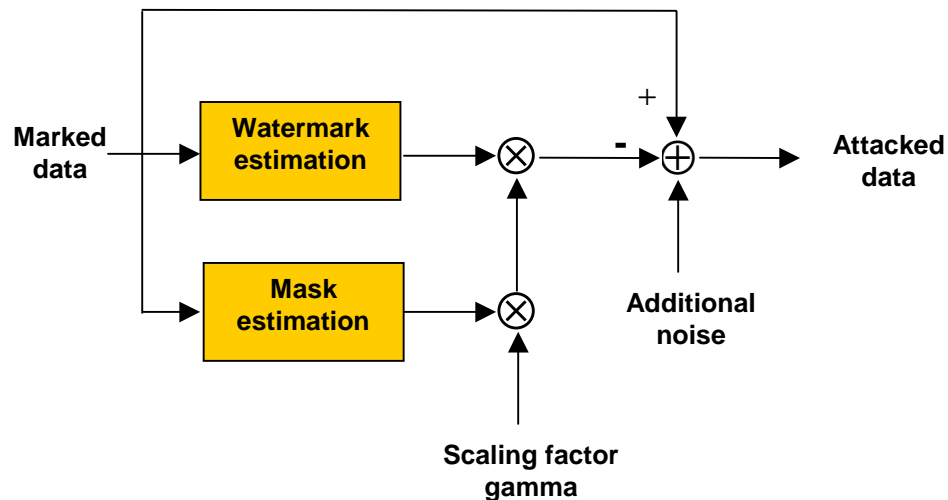 +
Watermark
estimation
Marked
data
-
Attacked
data
Mask
estimation
Additional
noise
Scaling factor
gamma